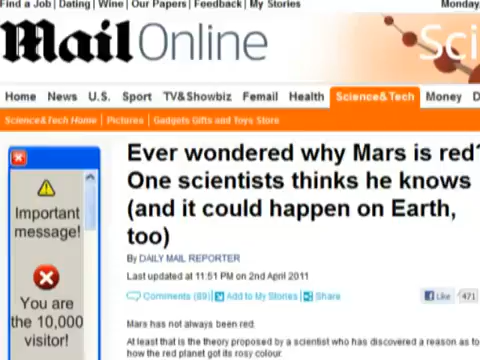 Find a Job | Dating | Wine | Our Papers | Feedback | My Stories
Monday,
Mail Online
Sci
Home News U.S. Sport TV&Showbiz Femail Health Science&Tech Money D
Science&Tech Home | Pictures | Gadgets Gifts and Toys Store
Important
message!
You are
the 10,000
visitor!
Ever wondered why Mars is red?
One scientists thinks he knows
(and it could happen on Earth,
too)
By DAILY MAIL REPORTER
Last updated at 11:51 PM on 2nd April 2011
Comments (89) Add to My Stories Share
Like 471
Mars has not always been red.
At least that is the theory proposed by a scientist who has discovered a reason as to
how the red planet got its rosy colour.